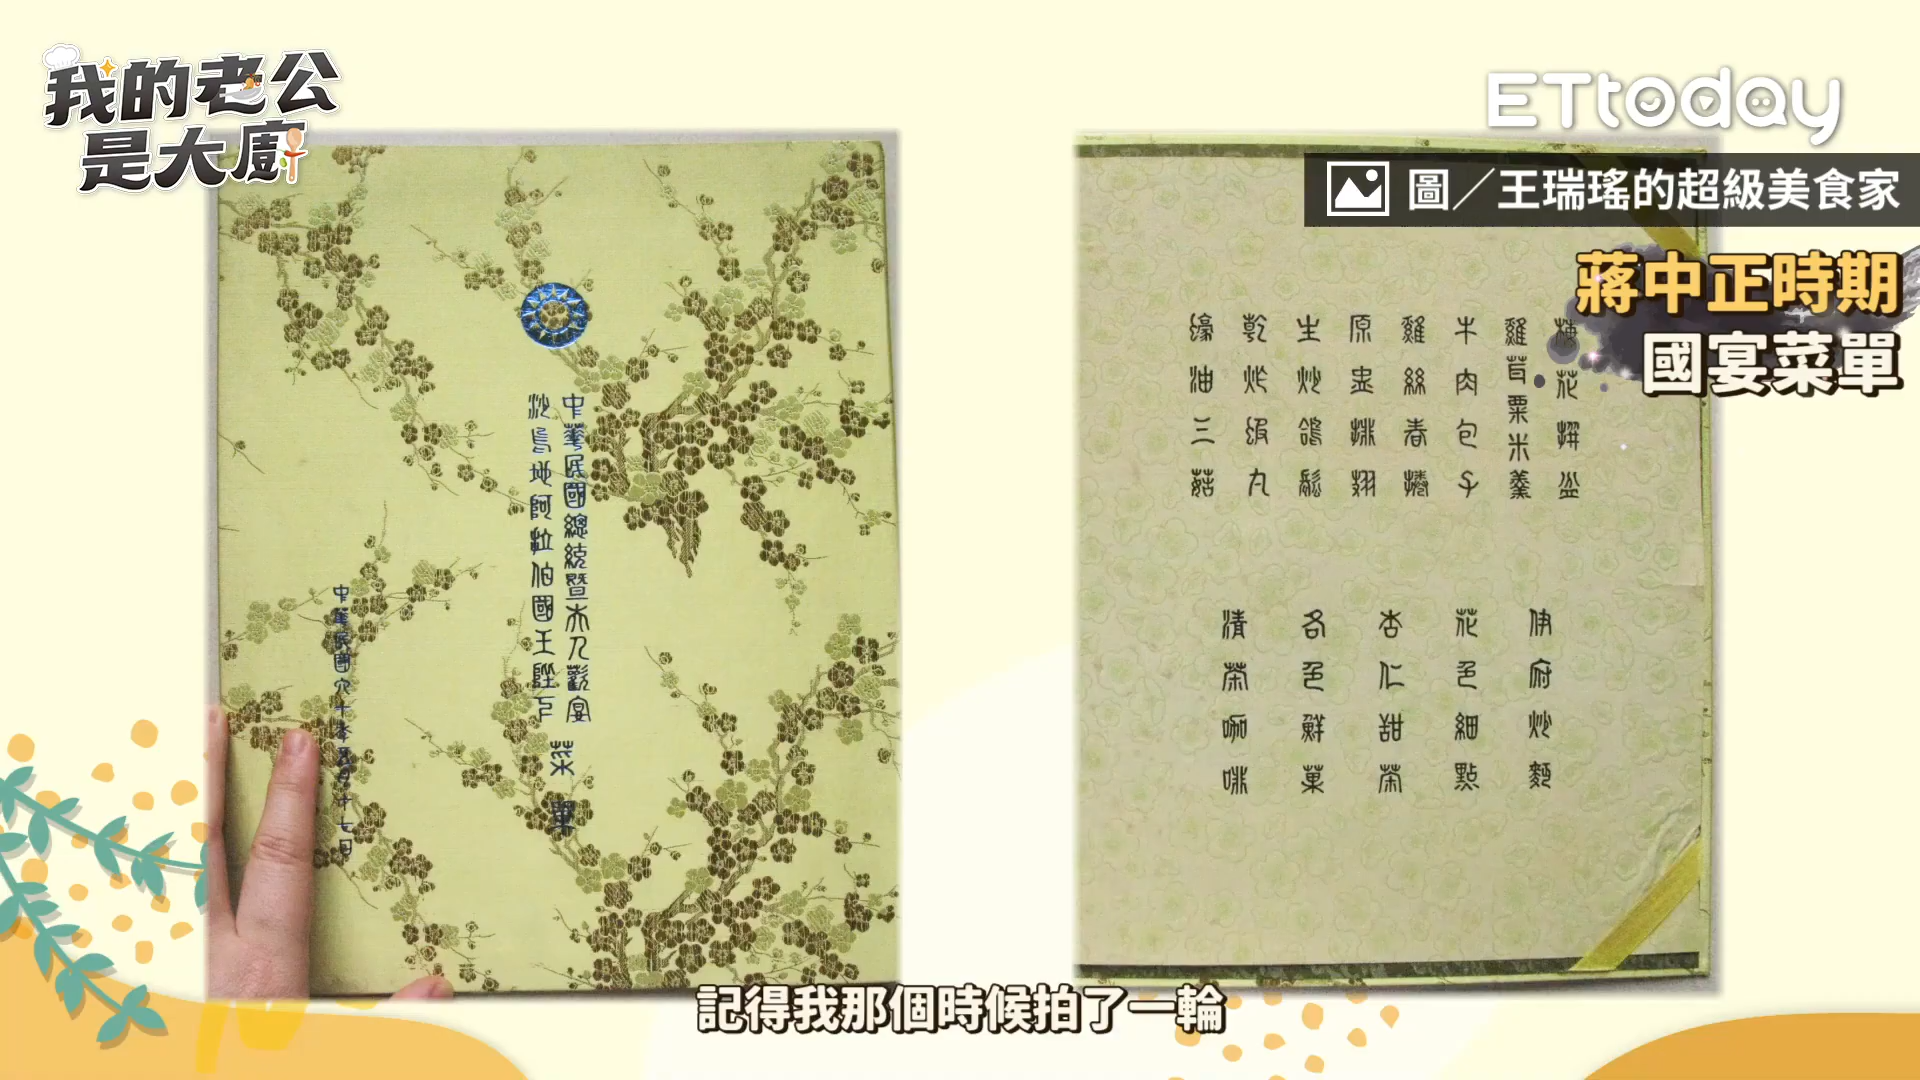 我的老公
是大廚
ETtoday
圖／王瑞瑤的超級美食家
蔣中正時期
國宴菜單
中華民國總統暨夫人歡宴
沙烏地阿拉伯國王陛下
菜單
中華民國六十年五月十七日
花拼盆
雞茸粟米羹
牛肉包子
雞絲春捲
原盅排翅
生炒鴿鬆
乾炸丸
蠔油三菇
伊府炒麵
花色細點
杏仁甜茶
各色鮮菓
清茶咖啡
記得我那個時候拍了一輪